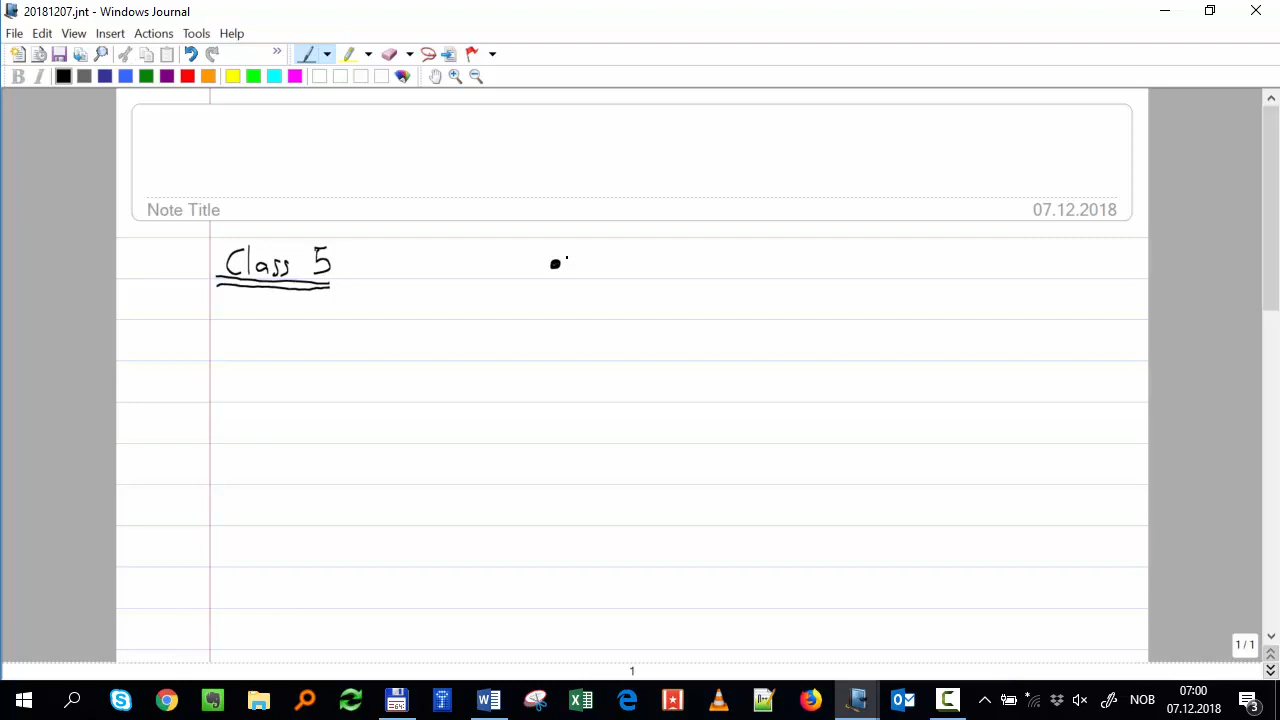 20181207.jnt - Windows Journal
File Edit View Insert Actions Tools Help
B I
Note Title 07.12.2018
Class 5
1/1
1
NOB 07:00
07.12.2018
3